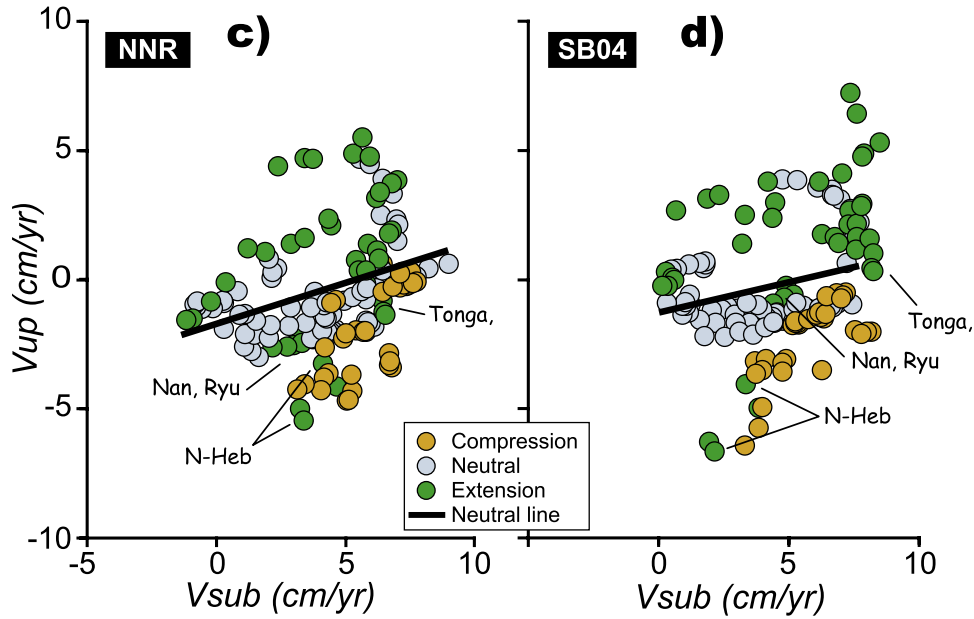 c)
d)
NNR
SB04
10
5
0
-5
-10
Vup (cm/yr)
Tonga,
Nan, Ryu
N-Heb
Tonga,
Nan, Ryu
N-Heb
Compression
Neutral
Extension
Neutral line
-5
0
5
10
0
5
10
Vsub (cm/yr)
Vsub (cm/yr)